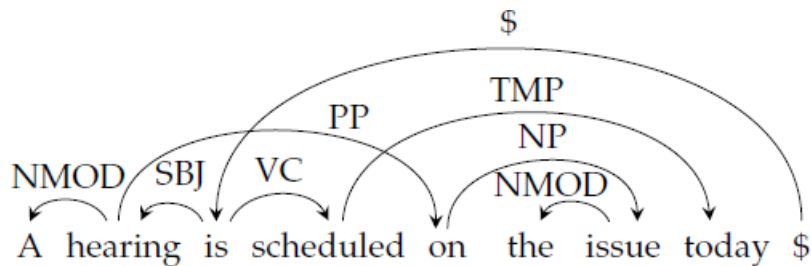 $
TMP
PP
NP
NMOD SBJ VC NMOD
A hearing is scheduled on the issue today $